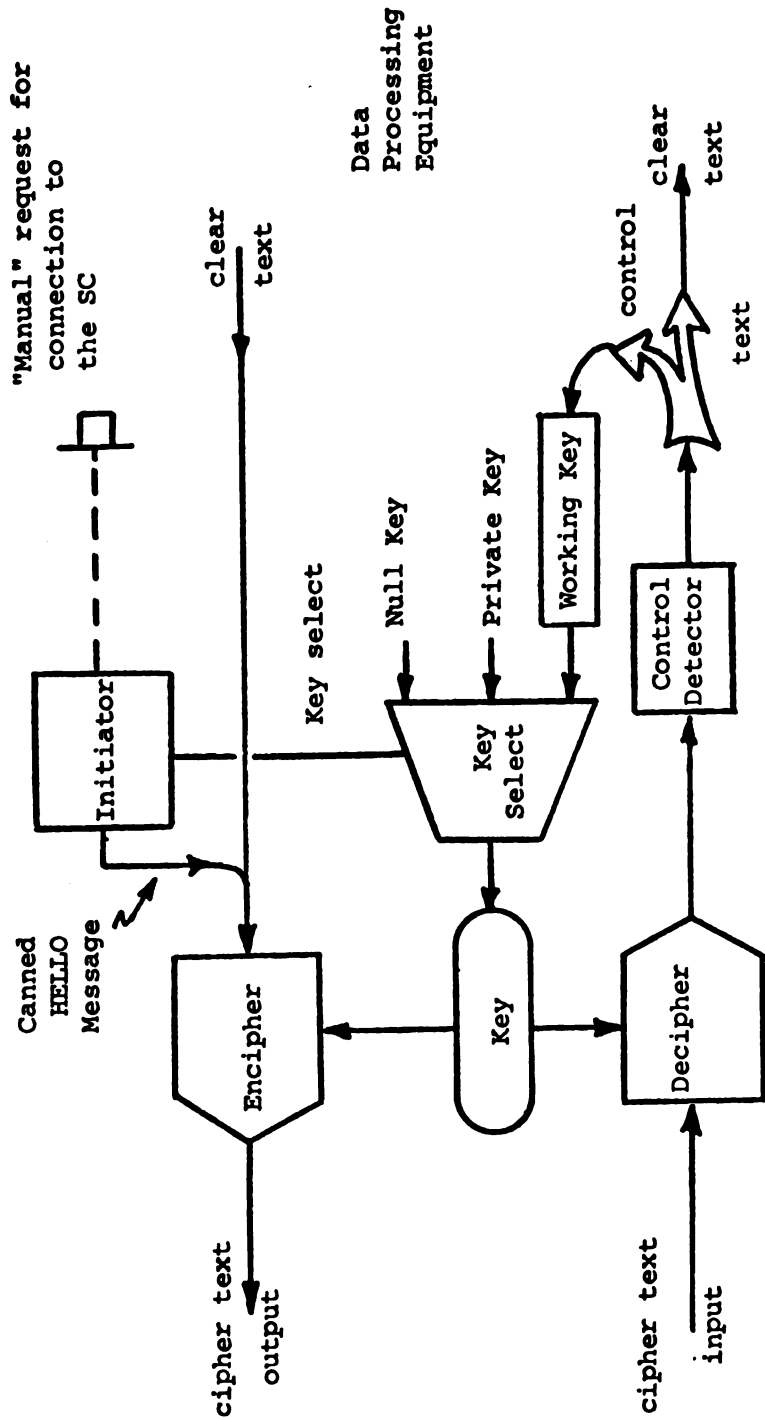 "Manual" request for
connection to
the SC
Canned
HELLO
Message
Initiator
clear
text
Key select
Data
Processing
Equipment
cipher text
output
Encipher
Null Key
Private Key
Working Key
Key
Select
Key
control
clear
text
text
Control
Detector
Decipher
cipher text
input